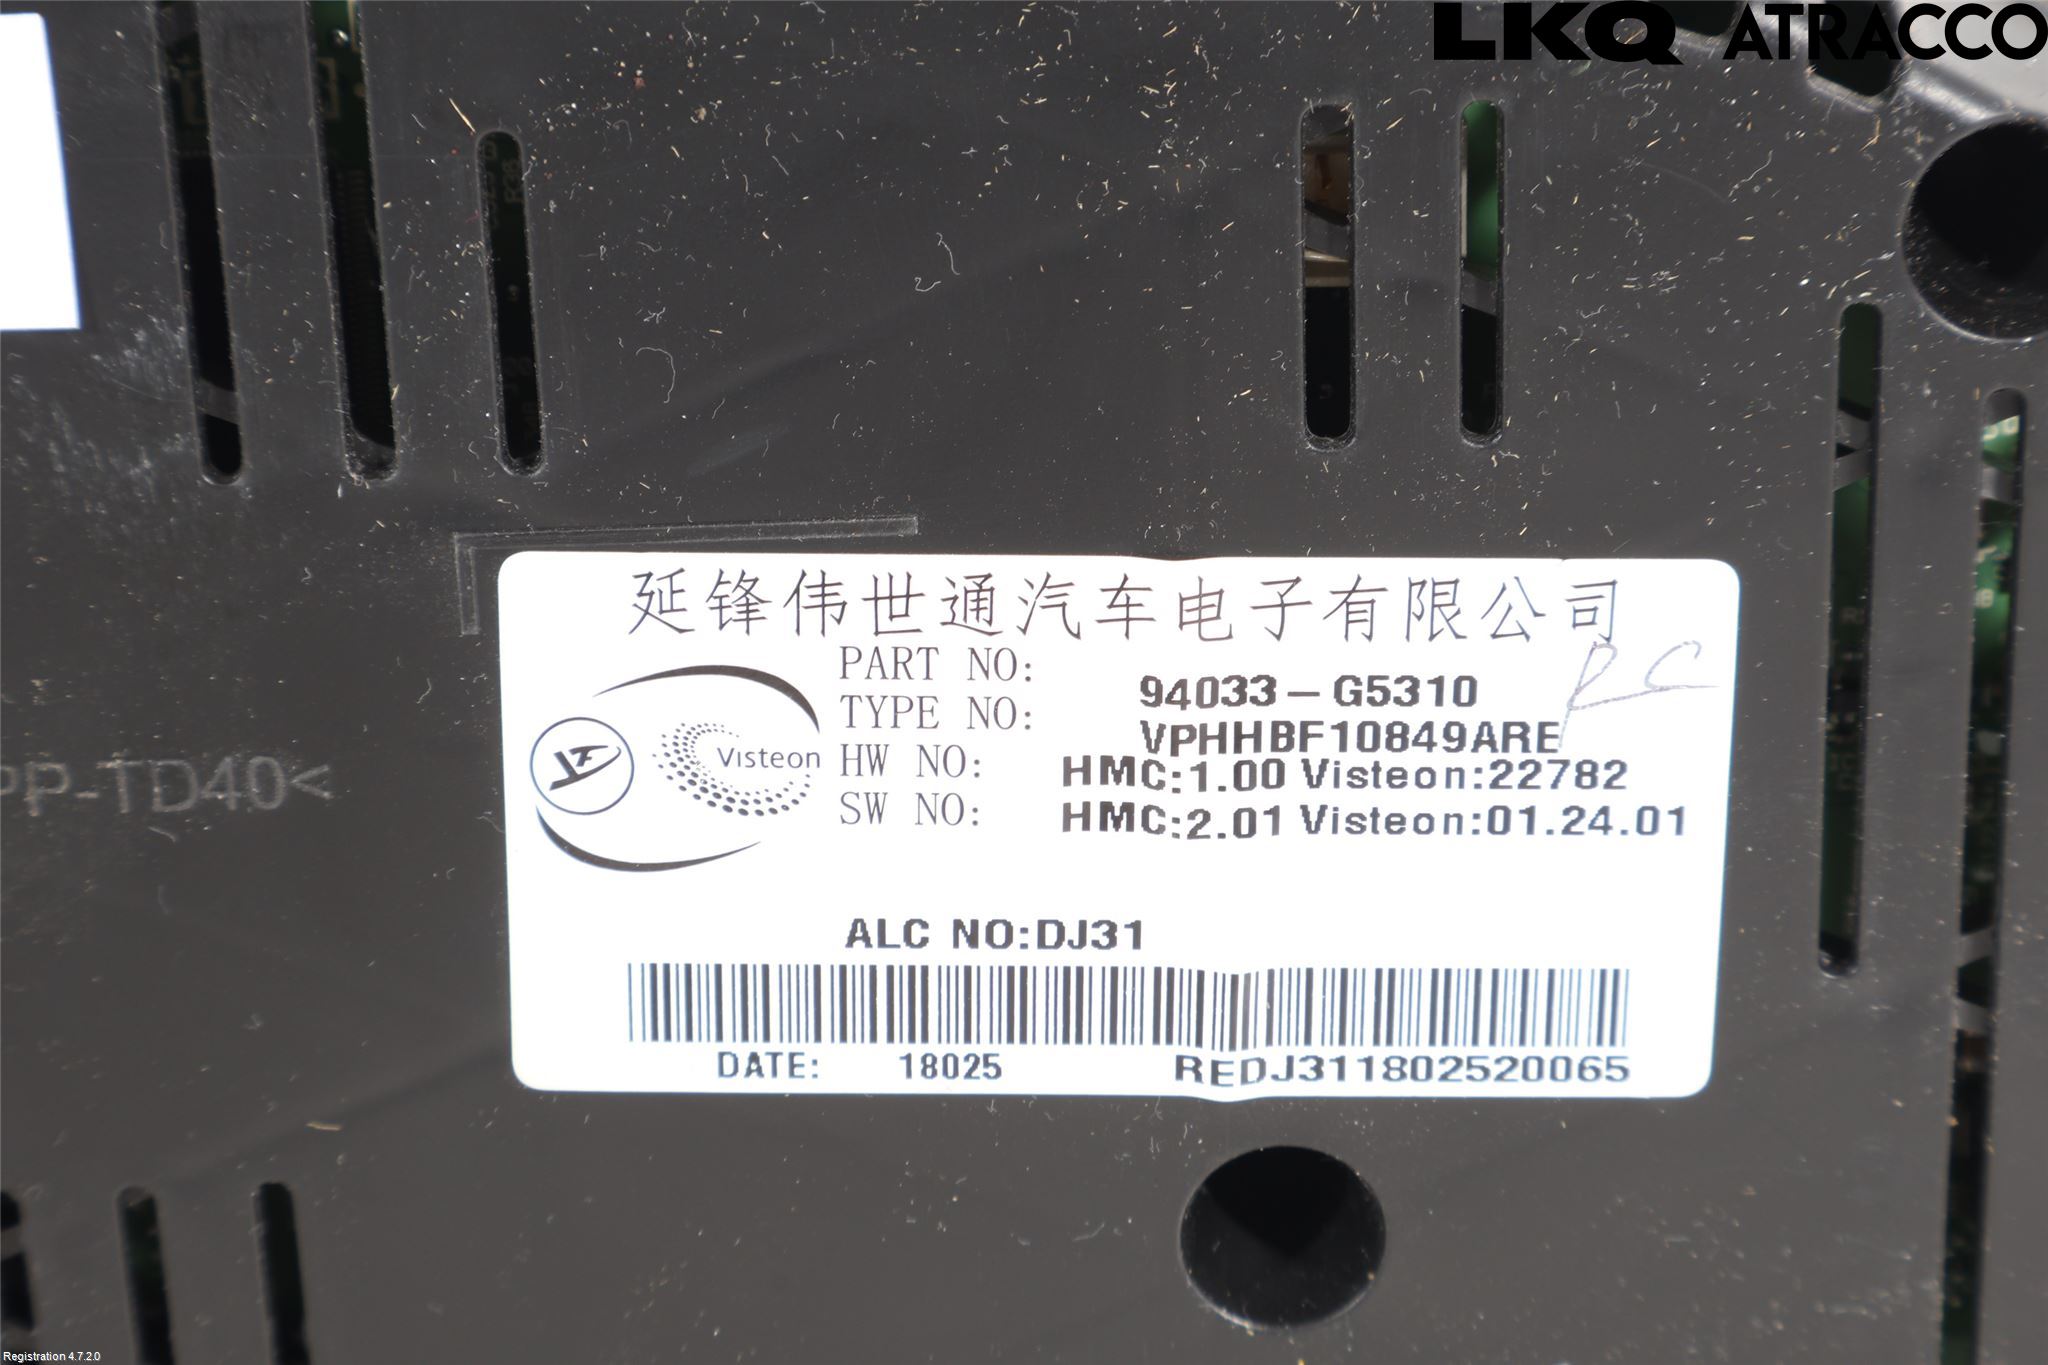 LKQ ATRACCO
延锋伟世通汽车电子有限公司
PART NO: 94033-G5310
RC
TYPE NO: VPHHBF10849ARE
Visteon
HW NO: HMC:1.00 Visteon:22782
SW NO: HMC:2.01 Visteon:01.24.01
PP-TD40<
ALC NO:DJ31
DATE: 18025 REDJ311802520065
Registration 4.7.2.0